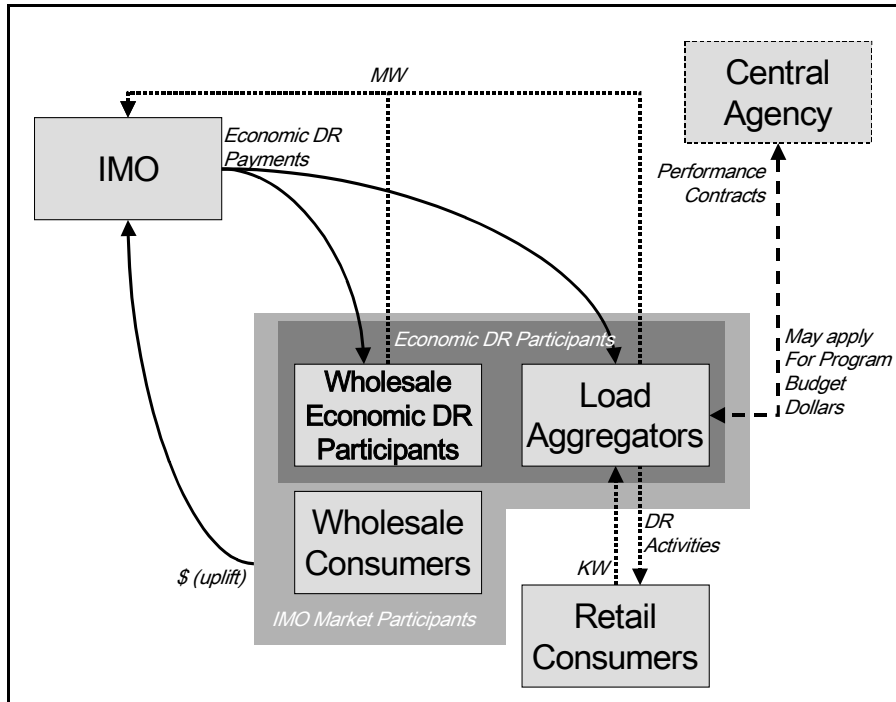 MW
Central
Agency
IMO
Economic DR
Payments
Performance
Contracts
Economic DR Participants
May apply
For Program
Budget
Dollars
Wholesale
Economic DR
Participants
Load
Aggregators
Wholesale
Consumers
DR
Activities
KW
$ (uplift)
IMO Market Participants
Retail
Consumers